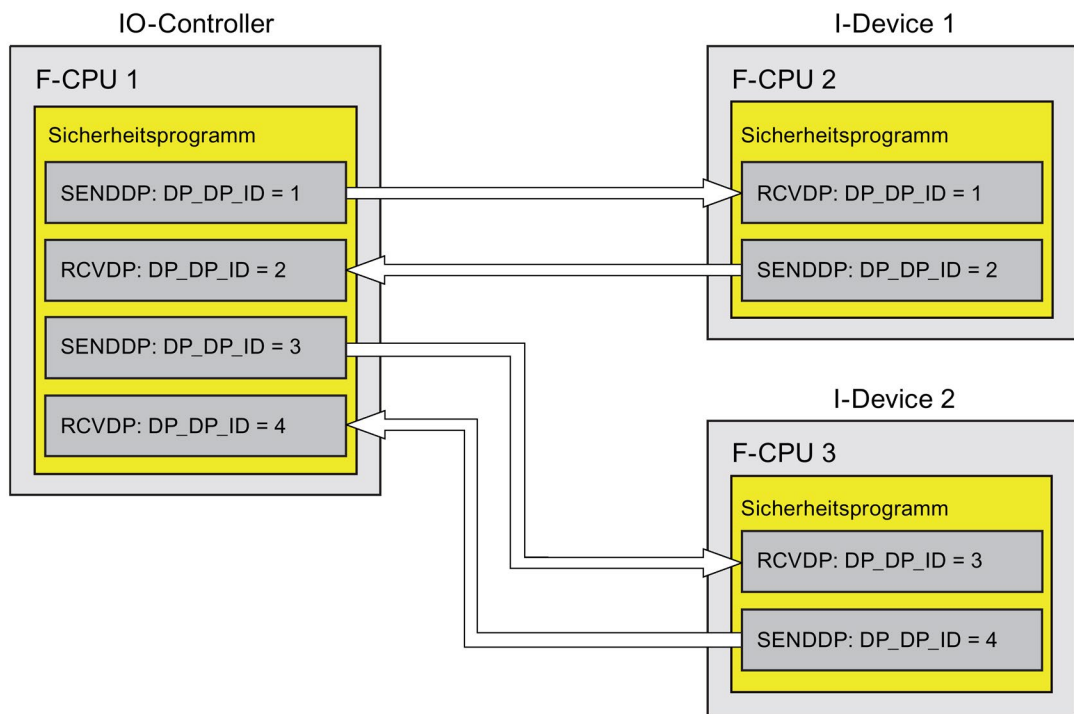 IO-Controller
F-CPU 1
Sicherheitsprogramm
SENDDP: DP_DP_ID = 1
RCVDP: DP_DP_ID = 2
SENDDP: DP_DP_ID = 3
RCVDP: DP_DP_ID = 4
I-Device 1
F-CPU 2
Sicherheitsprogramm
RCVDP: DP_DP_ID = 1
SENDDP: DP_DP_ID = 2
I-Device 2
F-CPU 3
Sicherheitsprogramm
RCVDP: DP_DP_ID = 3
SENDDP: DP_DP_ID = 4